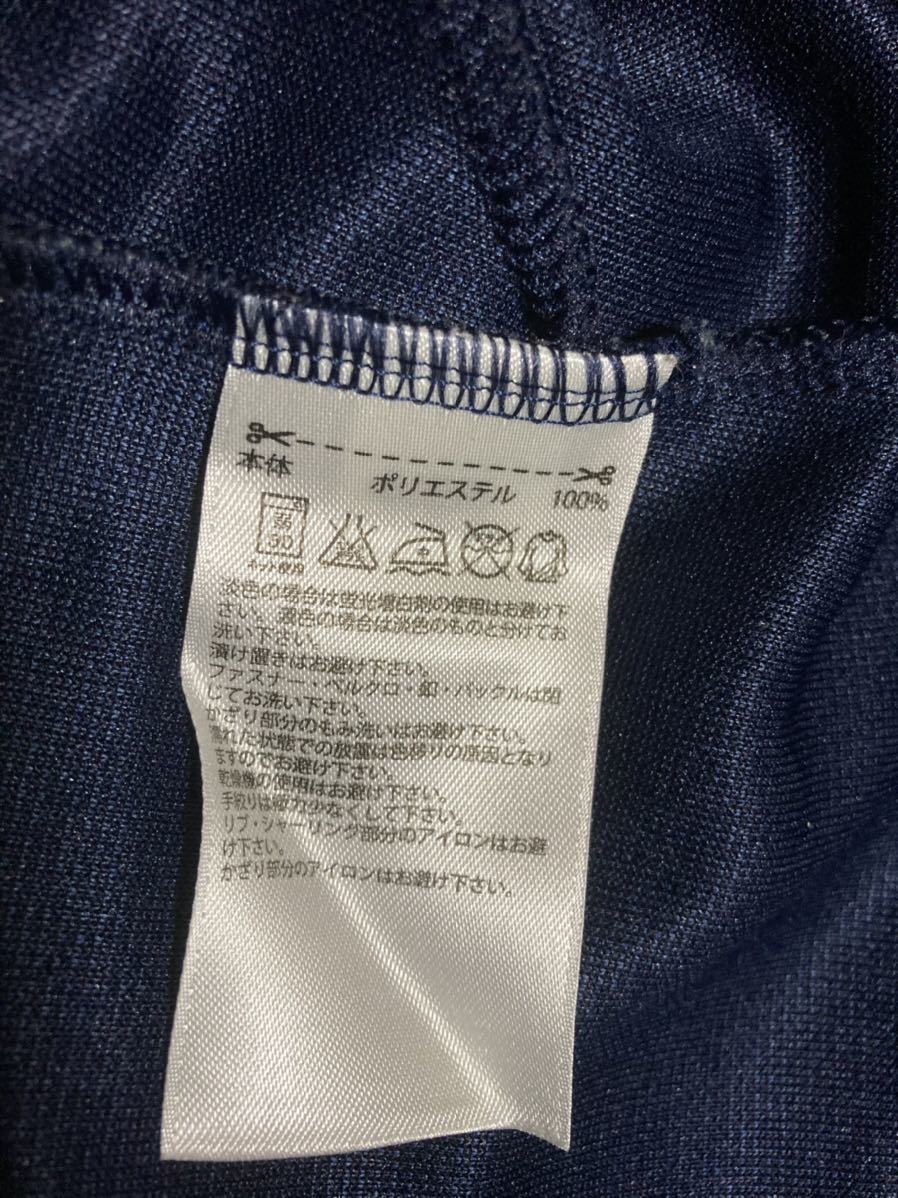 本体 ポリエステル 100%
弱
30
ネット使用
淡色の場合は蛍光増白剤の使用はお避け下
さい。濃色の場合は淡色のものと分けてお
洗い下さい。
漬け置きはお避け下さい。
ファスナー・ベルクロ・釦・バックルは閉
じてお洗い下さい。
かざり部分のもみ洗いはお避け下さい。
濡れた状態での放置は色移りの原因となり
ますのでお避け下さい。
乾燥機の使用はお避け下さい。
手絞りは極力少なくして下さい。
リブ・シャーリング部分のアイロンはお避
け下さい。
かざり部分のアイロンはお避け下さい。